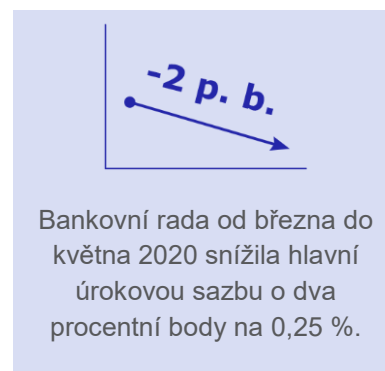 -2 p. b.
Bankovní rada od března do
května 2020 snížila hlavní
úrokovou sazbu o dva
procentní body na 0,25 %.